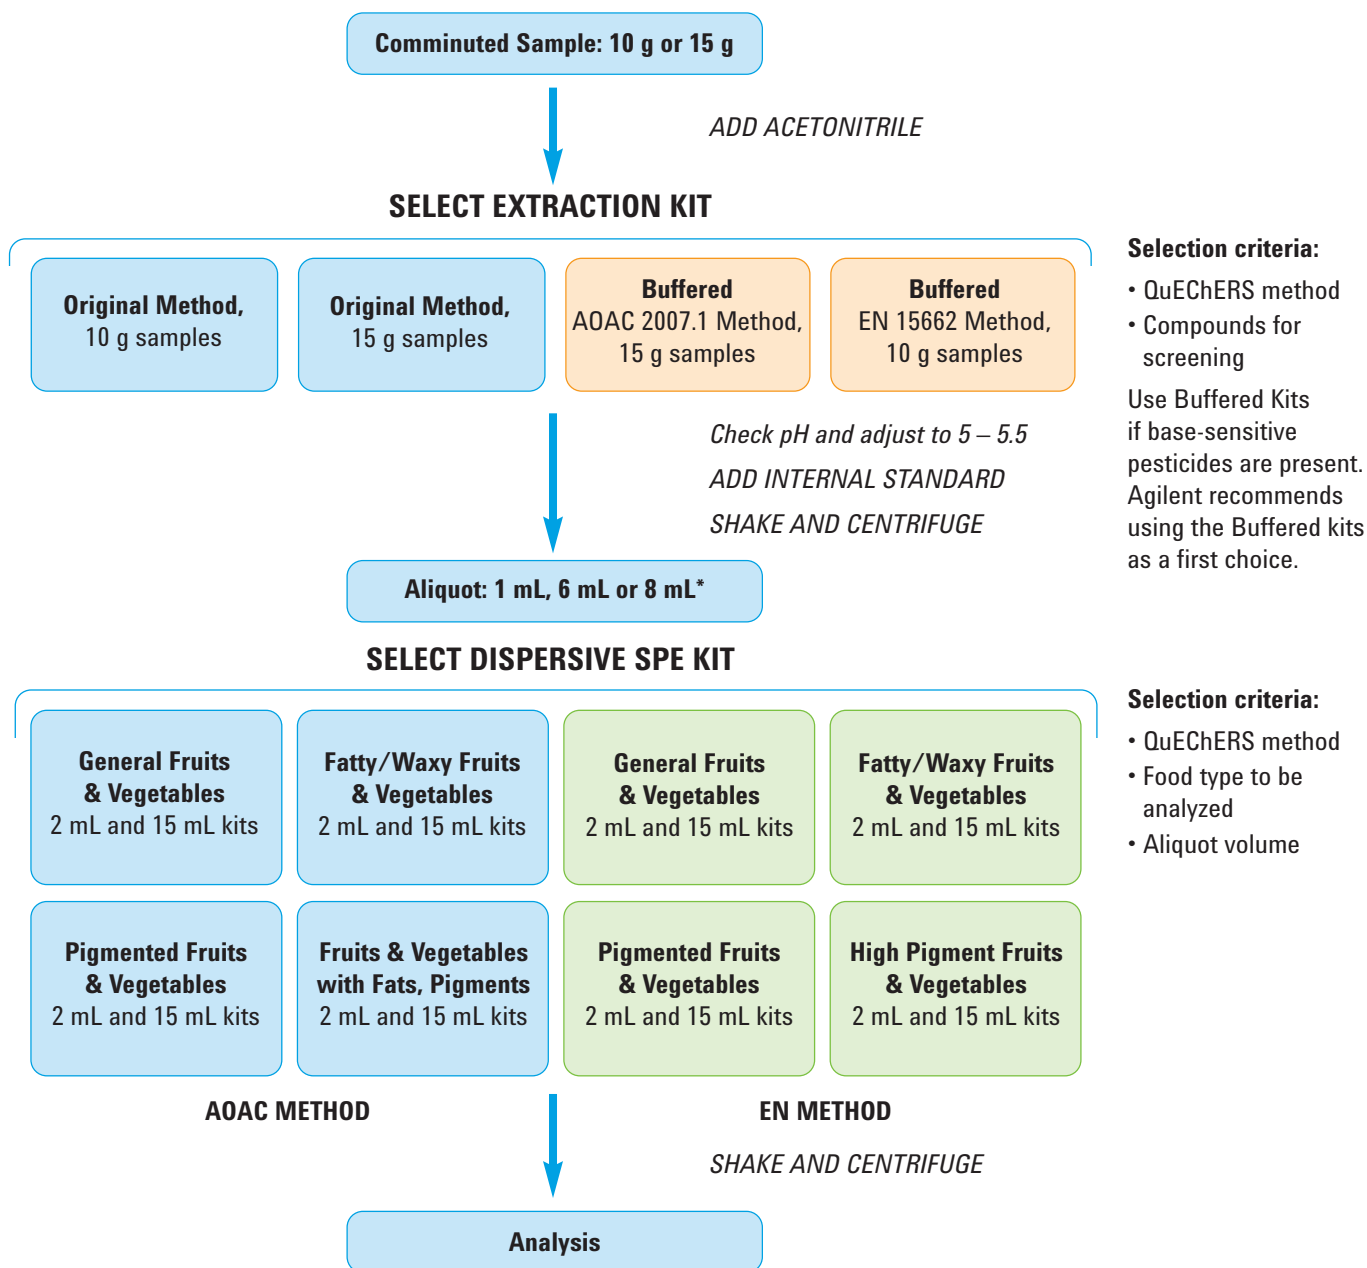 Comminuted Sample: 10 g or 15 g
ADD ACETONITRILE
SELECT EXTRACTION KIT
Original Method,
10 g samples
Original Method,
15 g samples
Buffered
AOAC 2007.1 Method,
15 g samples
Buffered
EN 15662 Method,
10 g samples
Selection criteria:
• QuEChERS method
• Compounds for
screening
Use Buffered Kits
if base-sensitive
pesticides are present.
Agilent recommends
using the Buffered kits
as a first choice.
Check pH and adjust to 5 – 5.5
ADD INTERNAL STANDARD
SHAKE AND CENTRIFUGE
Aliquot: 1 mL, 6 mL or 8 mL*
SELECT DISPERSIVE SPE KIT
General Fruits
& Vegetables
2 mL and 15 mL kits
Fatty/Waxy Fruits
& Vegetables
2 mL and 15 mL kits
General Fruits
& Vegetables
2 mL and 15 mL kits
Fatty/Waxy Fruits
& Vegetables
2 mL and 15 mL kits
Selection criteria:
• QuEChERS method
• Food type to be
analyzed
• Aliquot volume
Pigmented Fruits
& Vegetables
2 mL and 15 mL kits
Fruits & Vegetables
with Fats, Pigments
2 mL and 15 mL kits
Pigmented Fruits
& Vegetables
2 mL and 15 mL kits
High Pigment Fruits
& Vegetables
2 mL and 15 mL kits
AOAC METHOD
EN METHOD
SHAKE AND CENTRIFUGE
Analysis